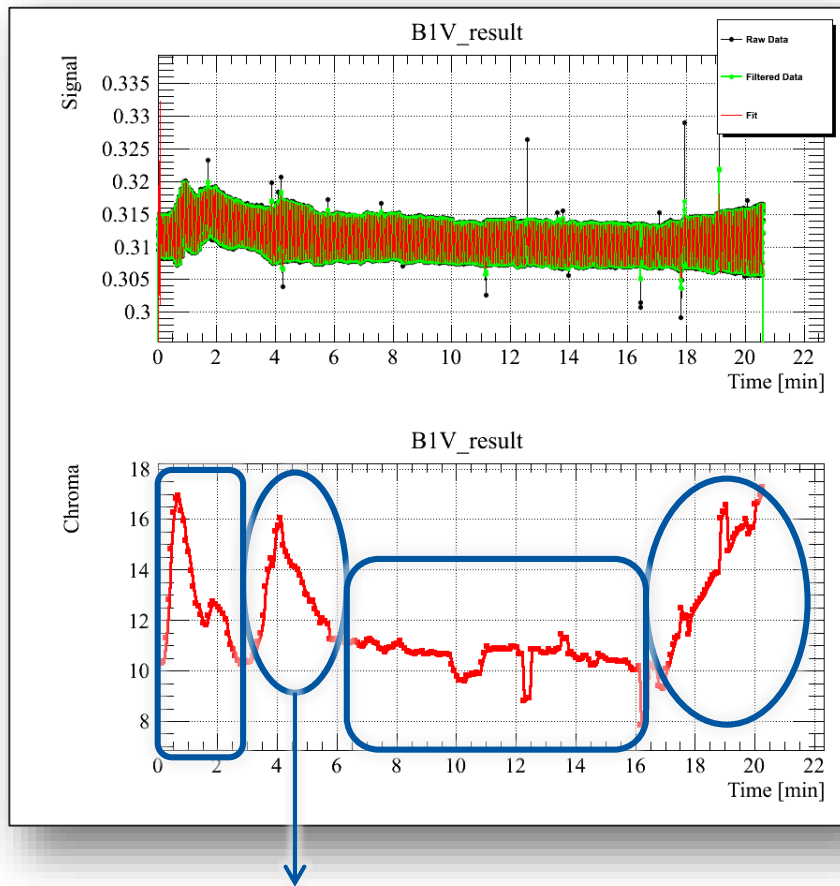 B1V_result
Signal
Raw Data
Filtered Data
Fit
0.335
0.33
0.325
0.32
0.315
0.31
0.305
0.3
0 2 4 6 8 10 12 14 16 18 20 22
Time [min]
B1V_result
Chroma
18
16
14
12
10
8
0 2 4 6 8 10 12 14 16 18 20 22
Time [min]